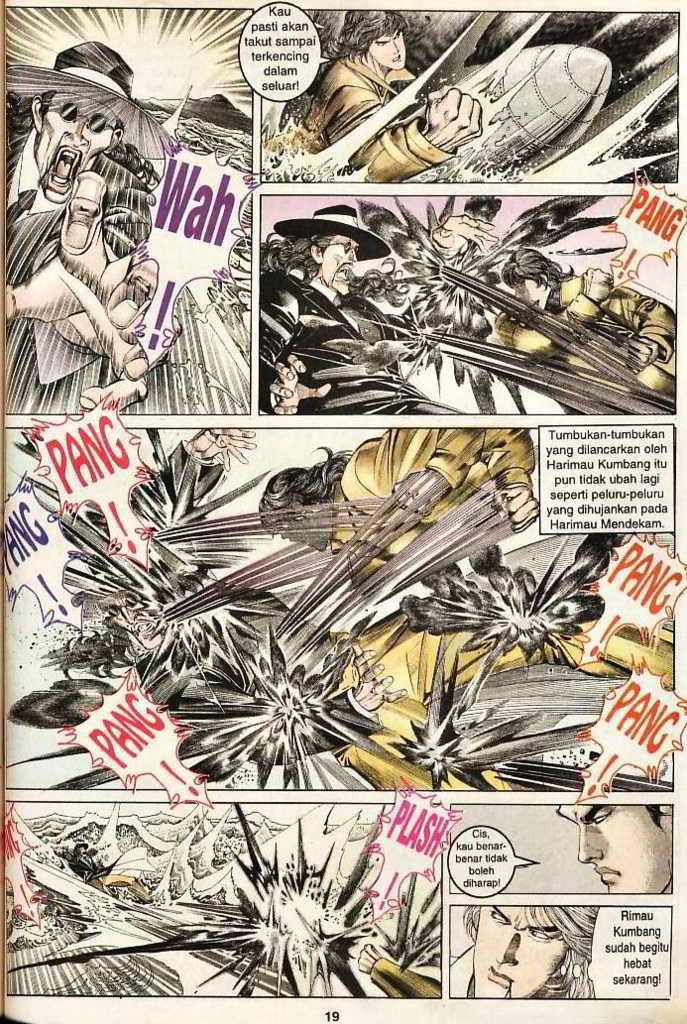 Wah
!
Kau
pasti akan
takut sampai
terkencing
dalam
seluar!
PANG
!
PANG
!
PANG
!
Tumbukan-tumbukan
yang dilancarkan oleh
Harimau Kumbang itu
pun tidak ubah lagi
seperti peluru-peluru
yang dihujankan pada
Harimau Mendekam.
PANG
!
PANG
!
PANG
!
PANG
!
PLASH
!
Cis,
kau benar-
benar tidak
boleh
diharap!
Rimau
Kumbang
sudah begitu
hebat
sekarang!
19